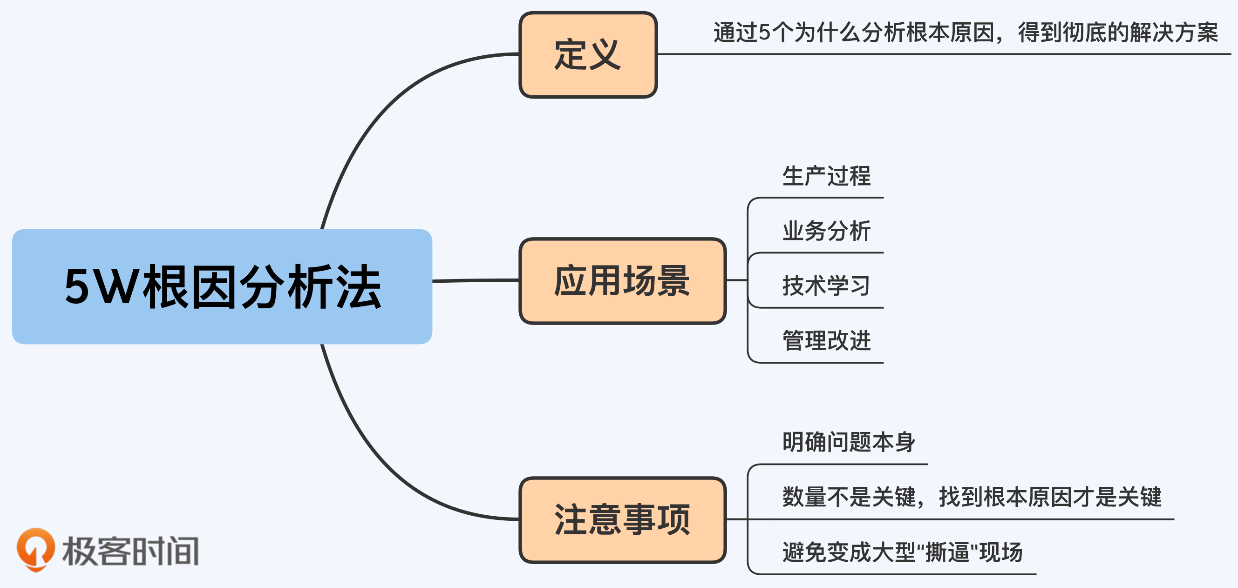 5W根因分析法
定义
通过5个为什么分析根本原因，得到彻底的解决方案
应用场景
生产过程
业务分析
技术学习
管理改进
注意事项
明确问题本身
数量不是关键，找到根本原因才是关键
避免变成大型"撕逼"现场
极客时间